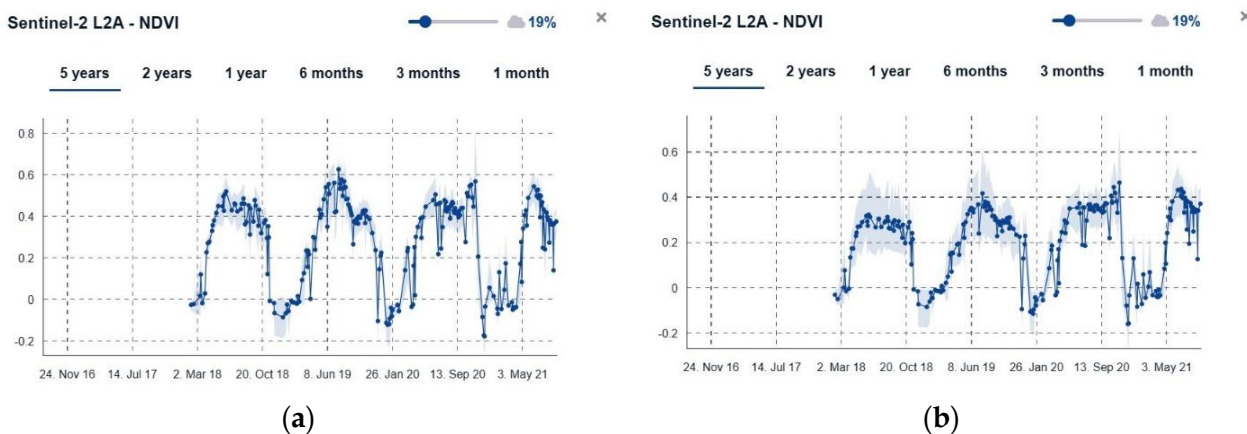 Sentinel-2 L2A - NDVI 19% ×
5 years 2 years 1 year 6 months 3 months 1 month
0.8
0.6
0.4
0.2
0
-0.2
24. Nov 16 14. Jul 17 2. Mar 18 20. Oct 18 8. Jun 19 26. Jan 20 13. Sep 20 3. May 21
(a)
Sentinel-2 L2A - NDVI 19% ×
5 years 2 years 1 year 6 months 3 months 1 month
0.6
0.4
0.2
0
-0.2
24. Nov 16 14. Jul 17 2. Mar 18 20. Oct 18 8. Jun 19 26. Jan 20 13. Sep 20 3. May 21
(b)